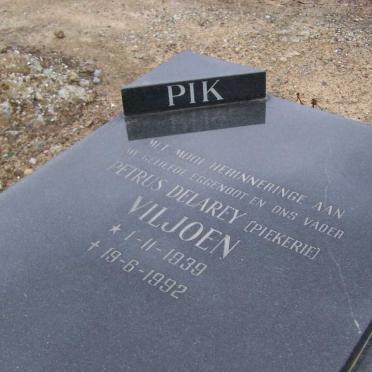 PIK
MET MOOI HERINNERINGE AAN
MY GELIEFDE EGGENOOT EN ONS VADER
PETRUS DELAREY (PIEKERIE)
VILJOEN
* 1-11-1939
✝ 19-6-1992